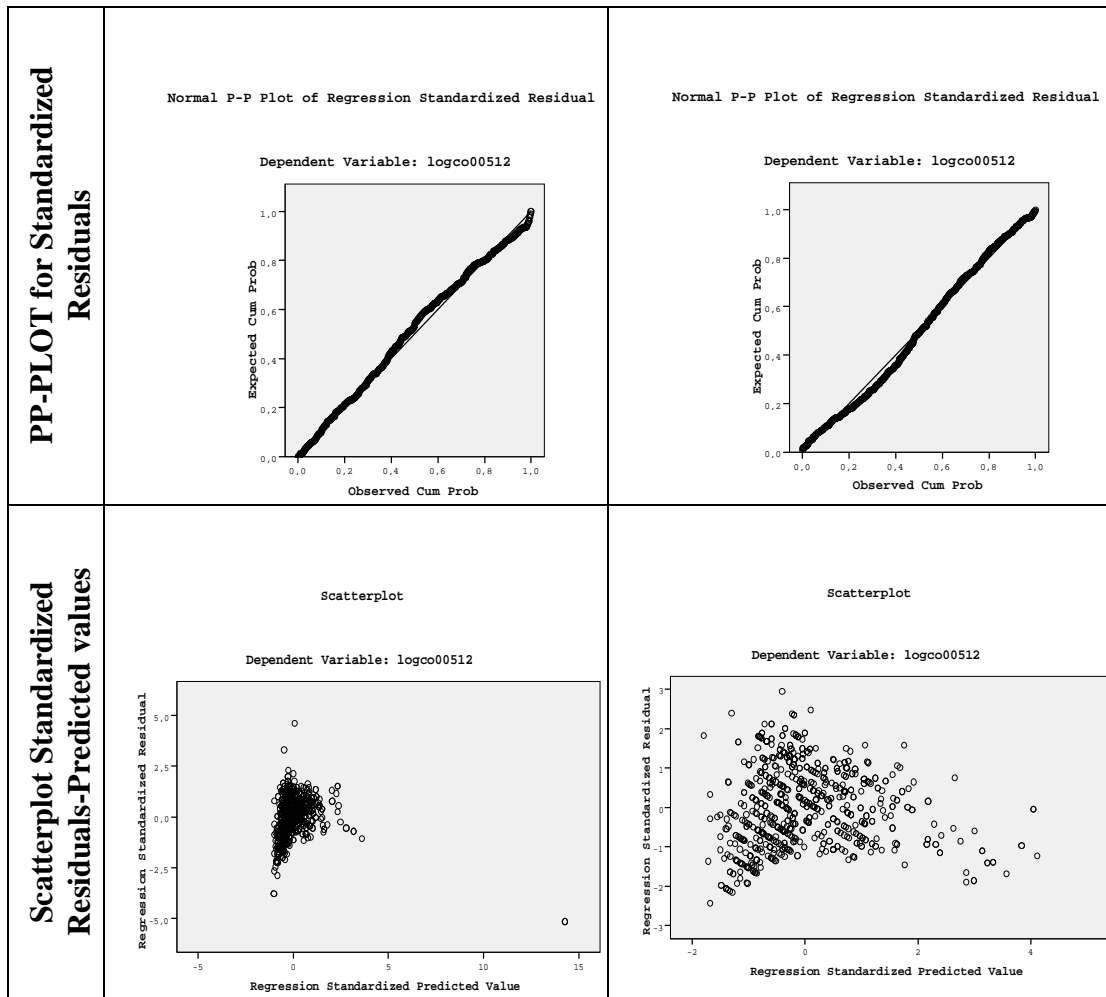 PP-PLOT for Standardized
Residuals
Normal P-P Plot of Regression Standardized Residual
Dependent Variable: logco00512
Expected Cum Prob
1,0
0,8
0,6
0,4
0,2
0,0
0,0 0,2 0,4 0,6 0,8 1,0
Observed Cum Prob
Normal P-P Plot of Regression Standardized Residual
Dependent Variable: logco00512
Expected Cum Prob
1,0
0,8
0,6
0,4
0,2
0,0
0,0 0,2 0,4 0,6 0,8 1,0
Observed Cum Prob
Scatterplot Standardized
Residuals-Predicted values
Scatterplot
Dependent Variable: logco00512
Regression Standardized Residual
5,0
2,5
0,0
-2,5
-5,0
-5 0 5 10 15
Regression Standardized Predicted Value
Scatterplot
Dependent Variable: logco00512
Regression Standardized Residual
3
2
1
0
-1
-2
-3
-2 0 2 4
Regression Standardized Predicted Value